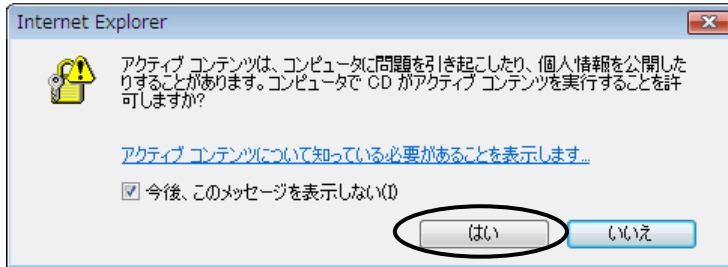 Internet Explorer
アクティブ コンテンツは、コンピュータに問題を引き起こしたり、個人情報を公開した
りすることがあります。コンピュータで CD がアクティブ コンテンツを実行することを許
可しますか?
アクティブ コンテンツについて知っている必要があることを表示します...
今後、このメッセージを表示しない(I)
はい
いいえ